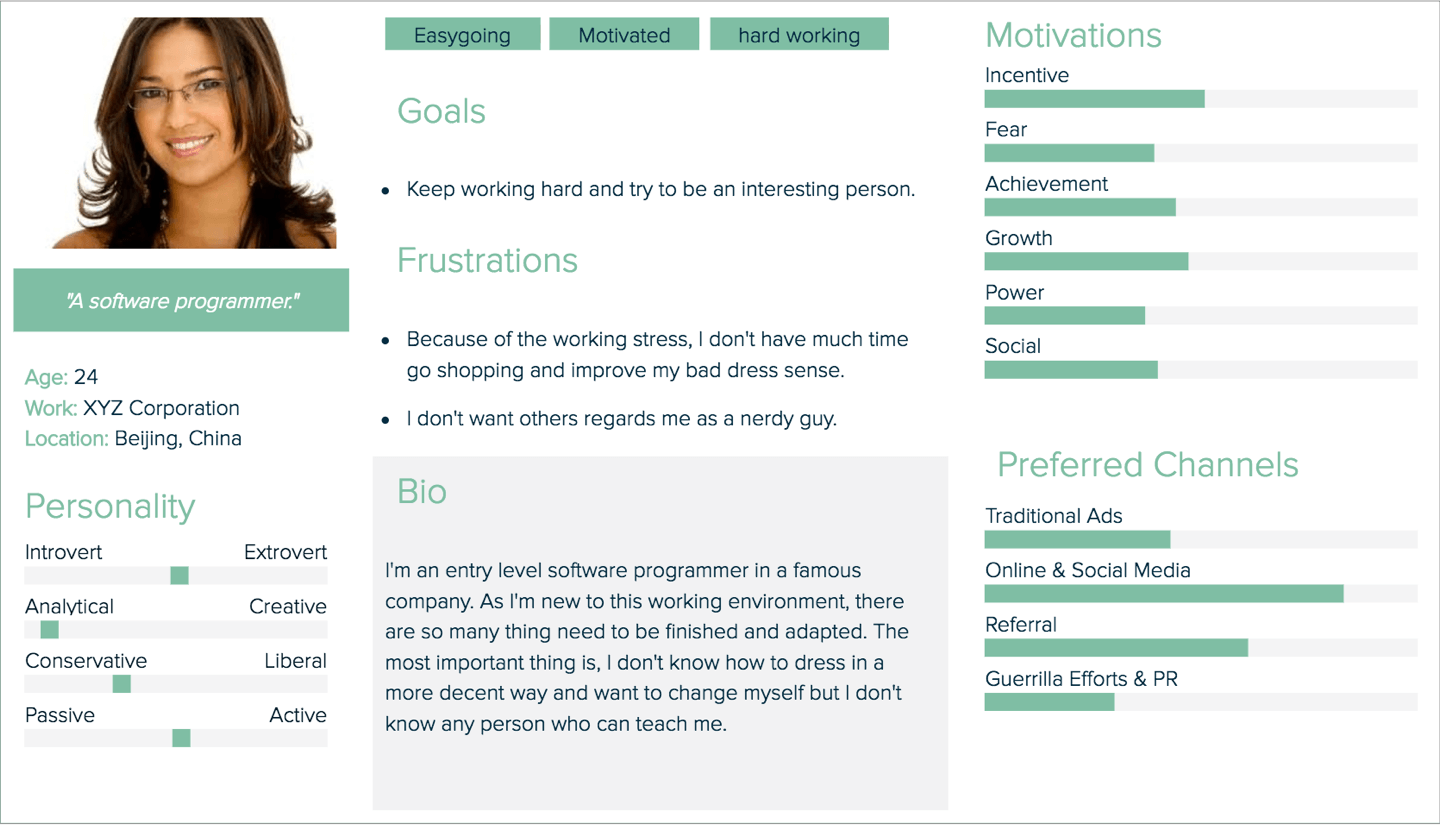 "A software programmer."
Age: 24
Work: XYZ Corporation
Location: Beijing, China
Personality
Introvert Extrovert
Analytical Creative
Conservative Liberal
Passive Active
Easygoing Motivated hard working
Goals
• Keep working hard and try to be an interesting person.
Frustrations
• Because of the working stress, I don't have much time
go shopping and improve my bad dress sense.
• I don't want others regards me as a nerdy guy.
Bio
I'm an entry level software programmer in a famous
company. As I'm new to this working environment, there
are so many thing need to be finished and adapted. The
most important thing is, I don't know how to dress in a
more decent way and want to change myself but I don't
know any person who can teach me.
Motivations
Incentive
Fear
Achievement
Growth
Power
Social
Preferred Channels
Traditional Ads
Online & Social Media
Referral
Guerrilla Efforts & PR